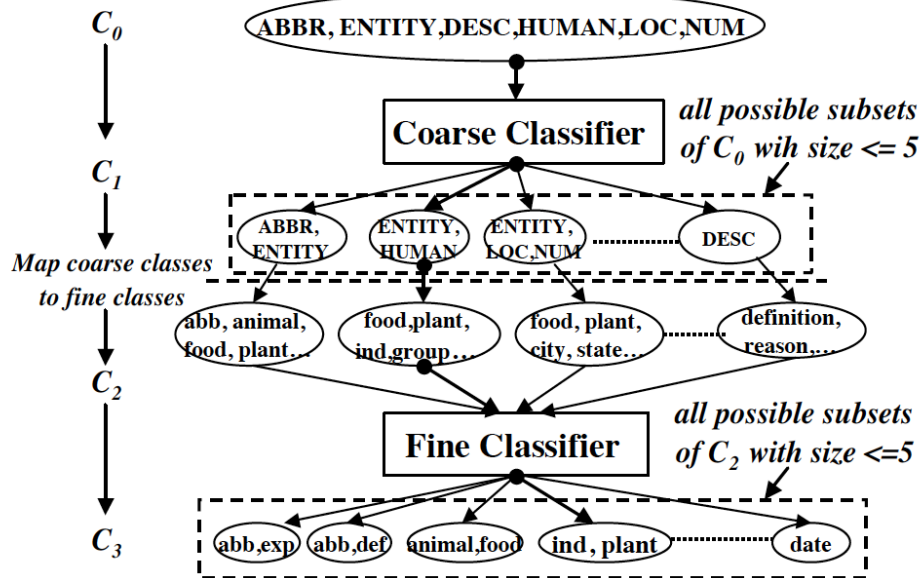 C0
ABBR, ENTITY,DESC,HUMAN,LOC,NUM
Coarse Classifier
all possible subsets
of C0 wih size <= 5
C1
ABBR,
ENTITY
ENTITY,
HUMAN
ENTITY,
LOC,NUM
DESC
Map coarse classes
to fine classes
abb, animal,
food, plant...
food,plant,
ind,group...
food, plant,
city, state...
definition,
reason,...
C2
Fine Classifier
all possible subsets
of C2 with size <=5
C3
abb,exp
abb,def
animal,food
ind, plant
date